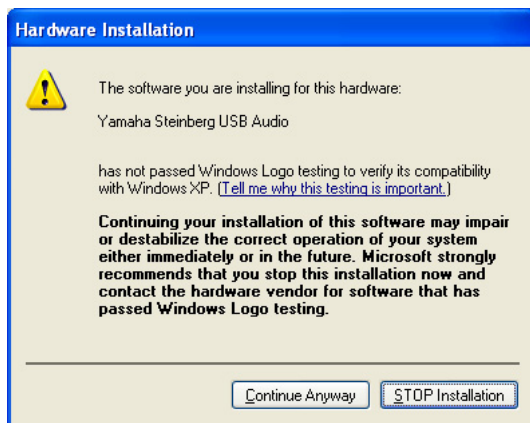 Hardware Installation
The software you are installing for this hardware:
Yamaha Steinberg USB Audio
has not passed Windows Logo testing to verify its compatibility
with Windows XP. (Tell me why this testing is important.)
Continuing your installation of this software may impair
or destabilize the correct operation of your system
either immediately or in the future. Microsoft strongly
recommends that you stop this installation now and
contact the hardware vendor for software that has
passed Windows Logo testing.
Continue Anyway
STOP Installation